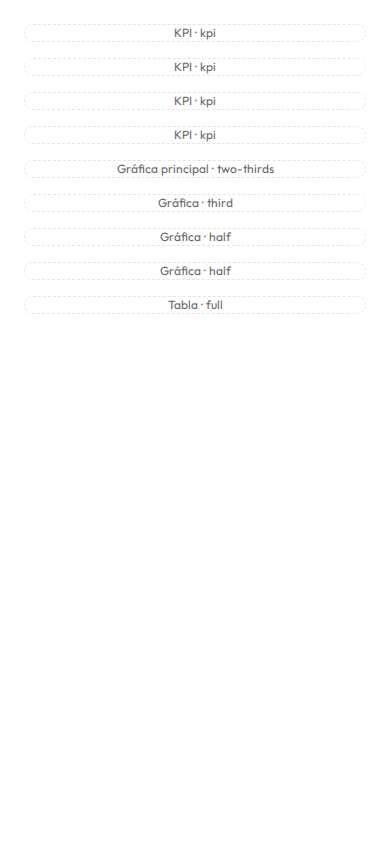 KPI · kpi
KPI · kpi
KPI · kpi
KPI · kpi
Gráfica principal · two-thirds
Gráfica · third
Gráfica · half
Gráfica · half
Tabla · full